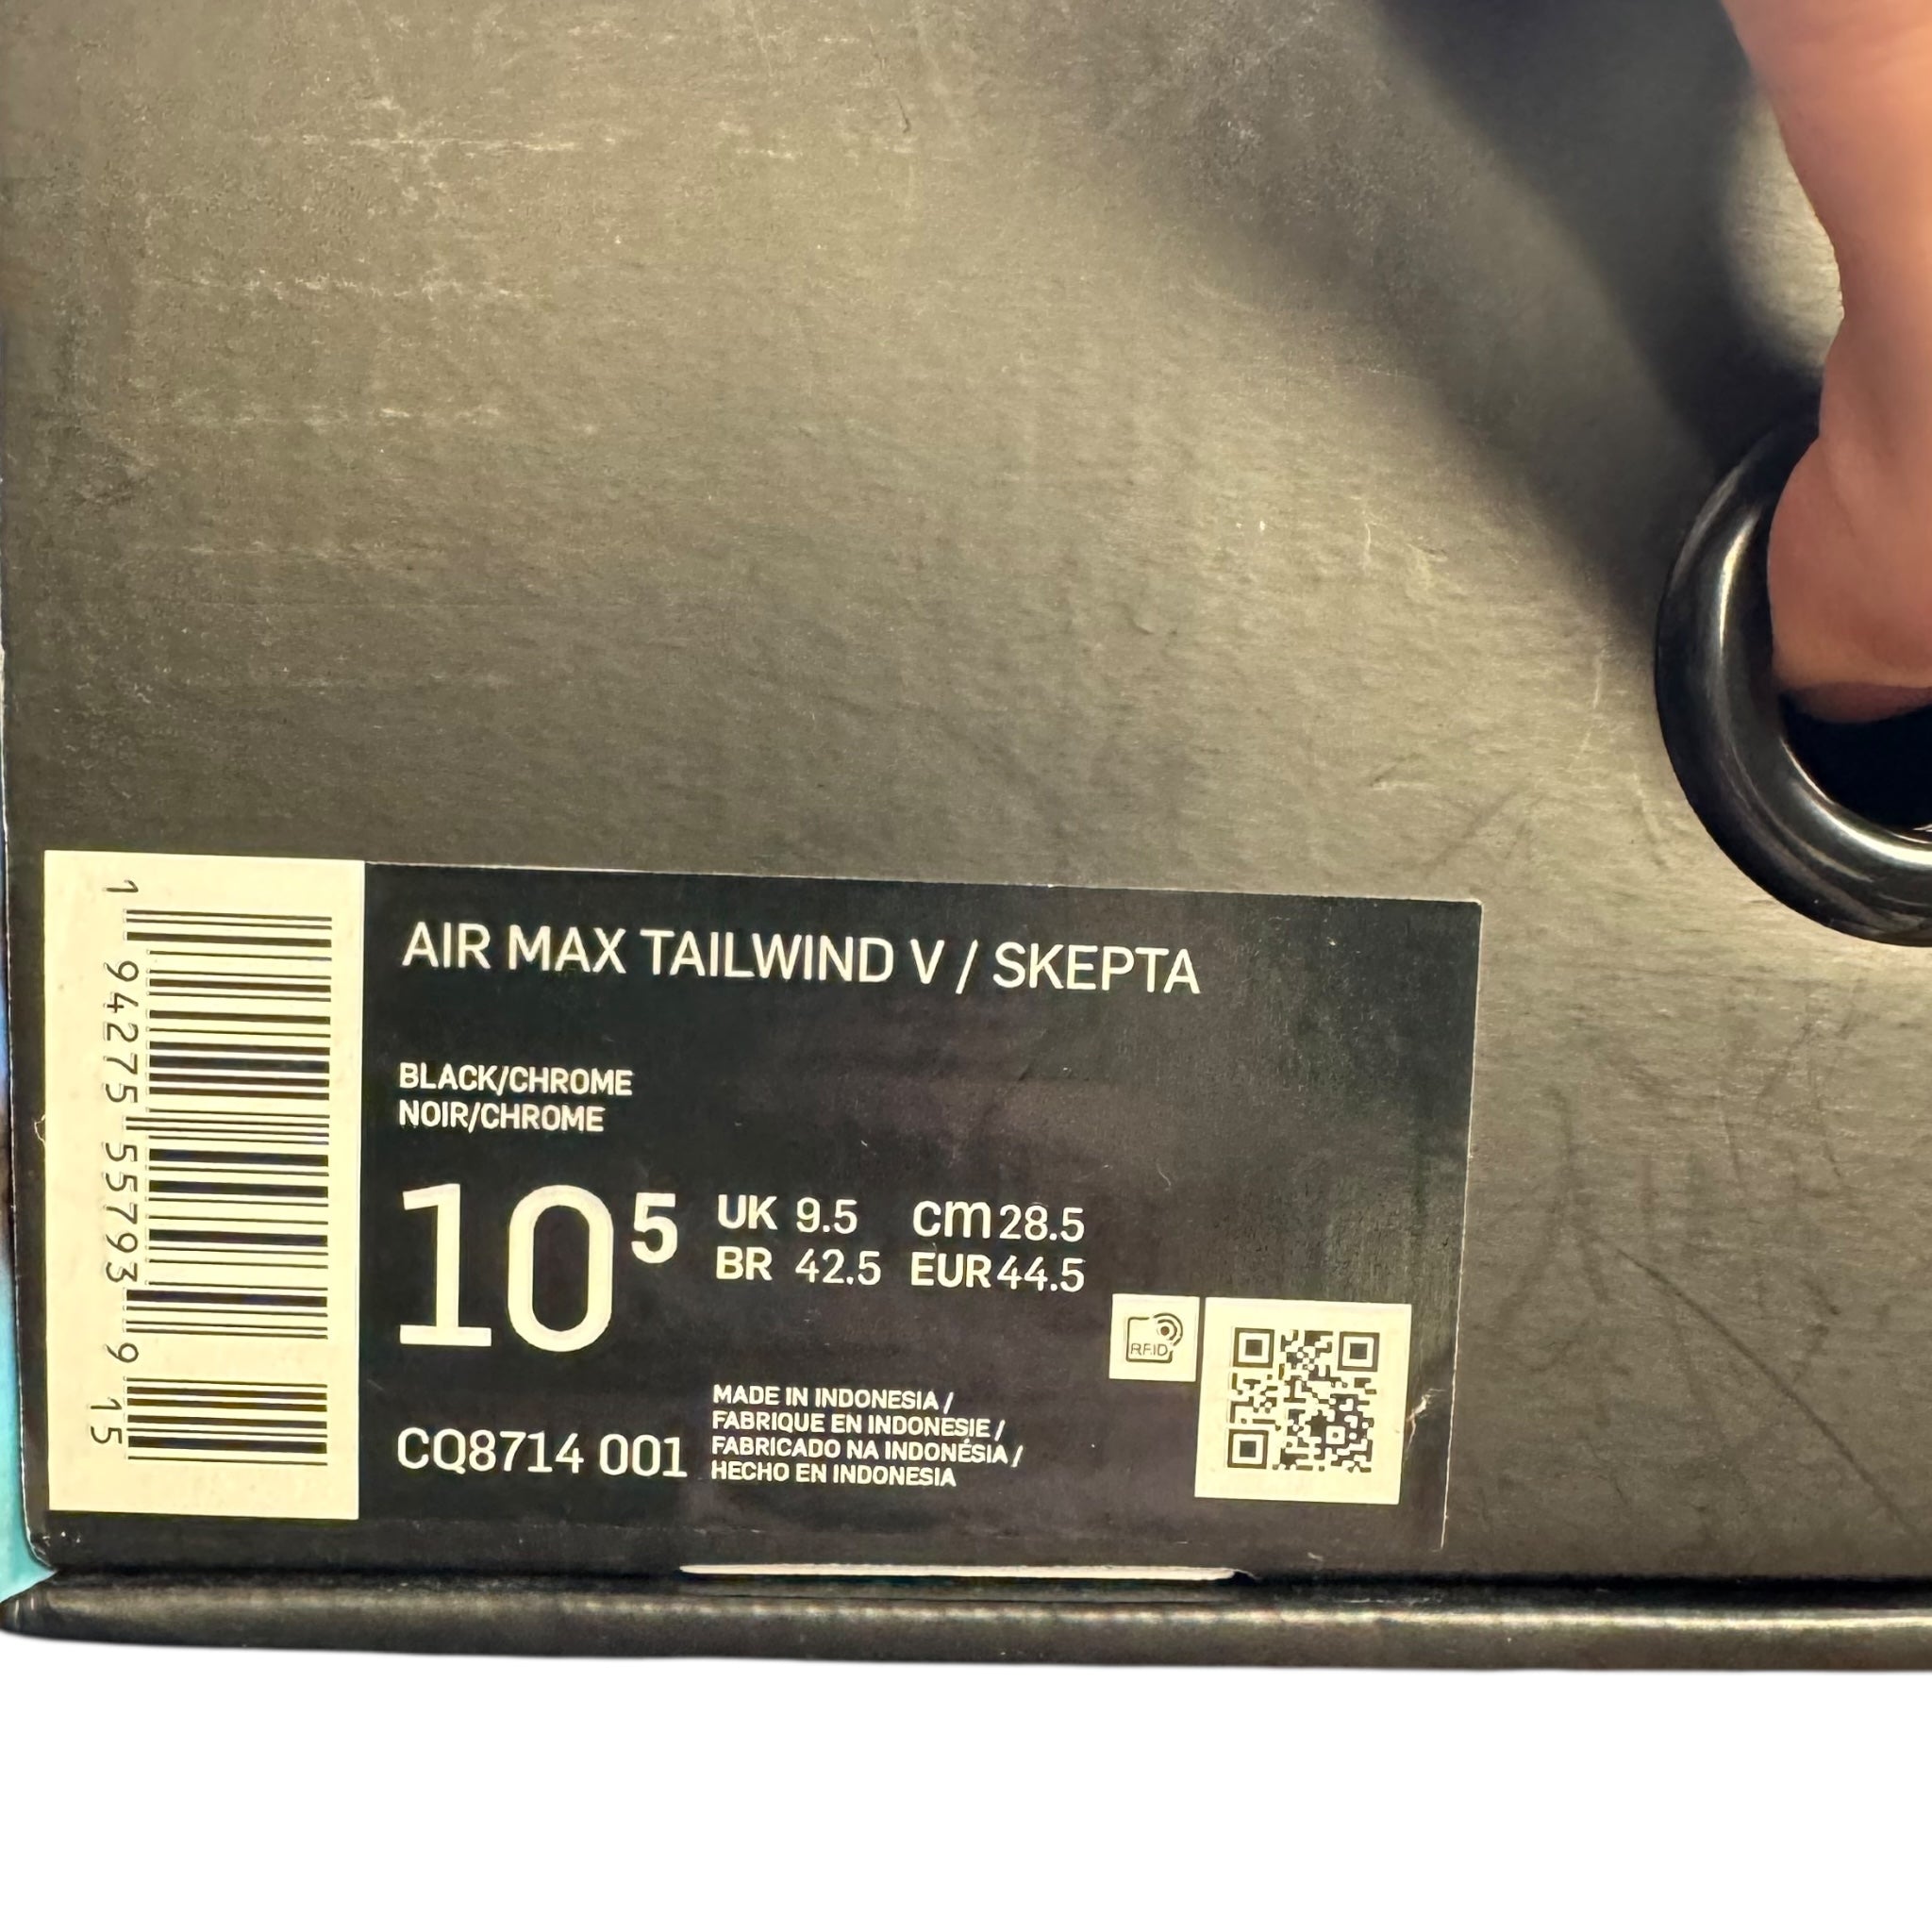 1 94275 55793 9 15
AIR MAX TAILWIND V / SKEPTA
BLACK/CHROME
NOIR/CHROME
10 5
UK 9.5 cm 28.5
BR 42.5 EUR 44.5
RFID
CQ8714 001
MADE IN INDONESIA /
FABRIQUE EN INDONESIE /
FABRICADO NA INDONÉSIA /
HECHO EN INDONESIA